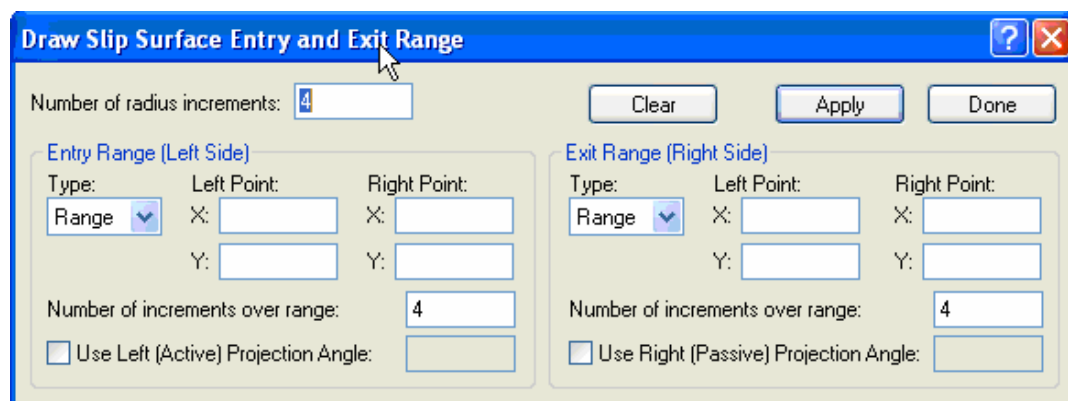 Draw Slip Surface Entry and Exit Range
Number of radius increments: 4 Clear Apply Done
Entry Range (Left Side)
Type: Left Point: Right Point:
Range X: X:
Y: Y:
Number of increments over range: 4
Use Left (Active) Projection Angle:
Exit Range (Right Side)
Type: Left Point: Right Point:
Range X: X:
Y: Y:
Number of increments over range: 4
Use Right (Passive) Projection Angle: